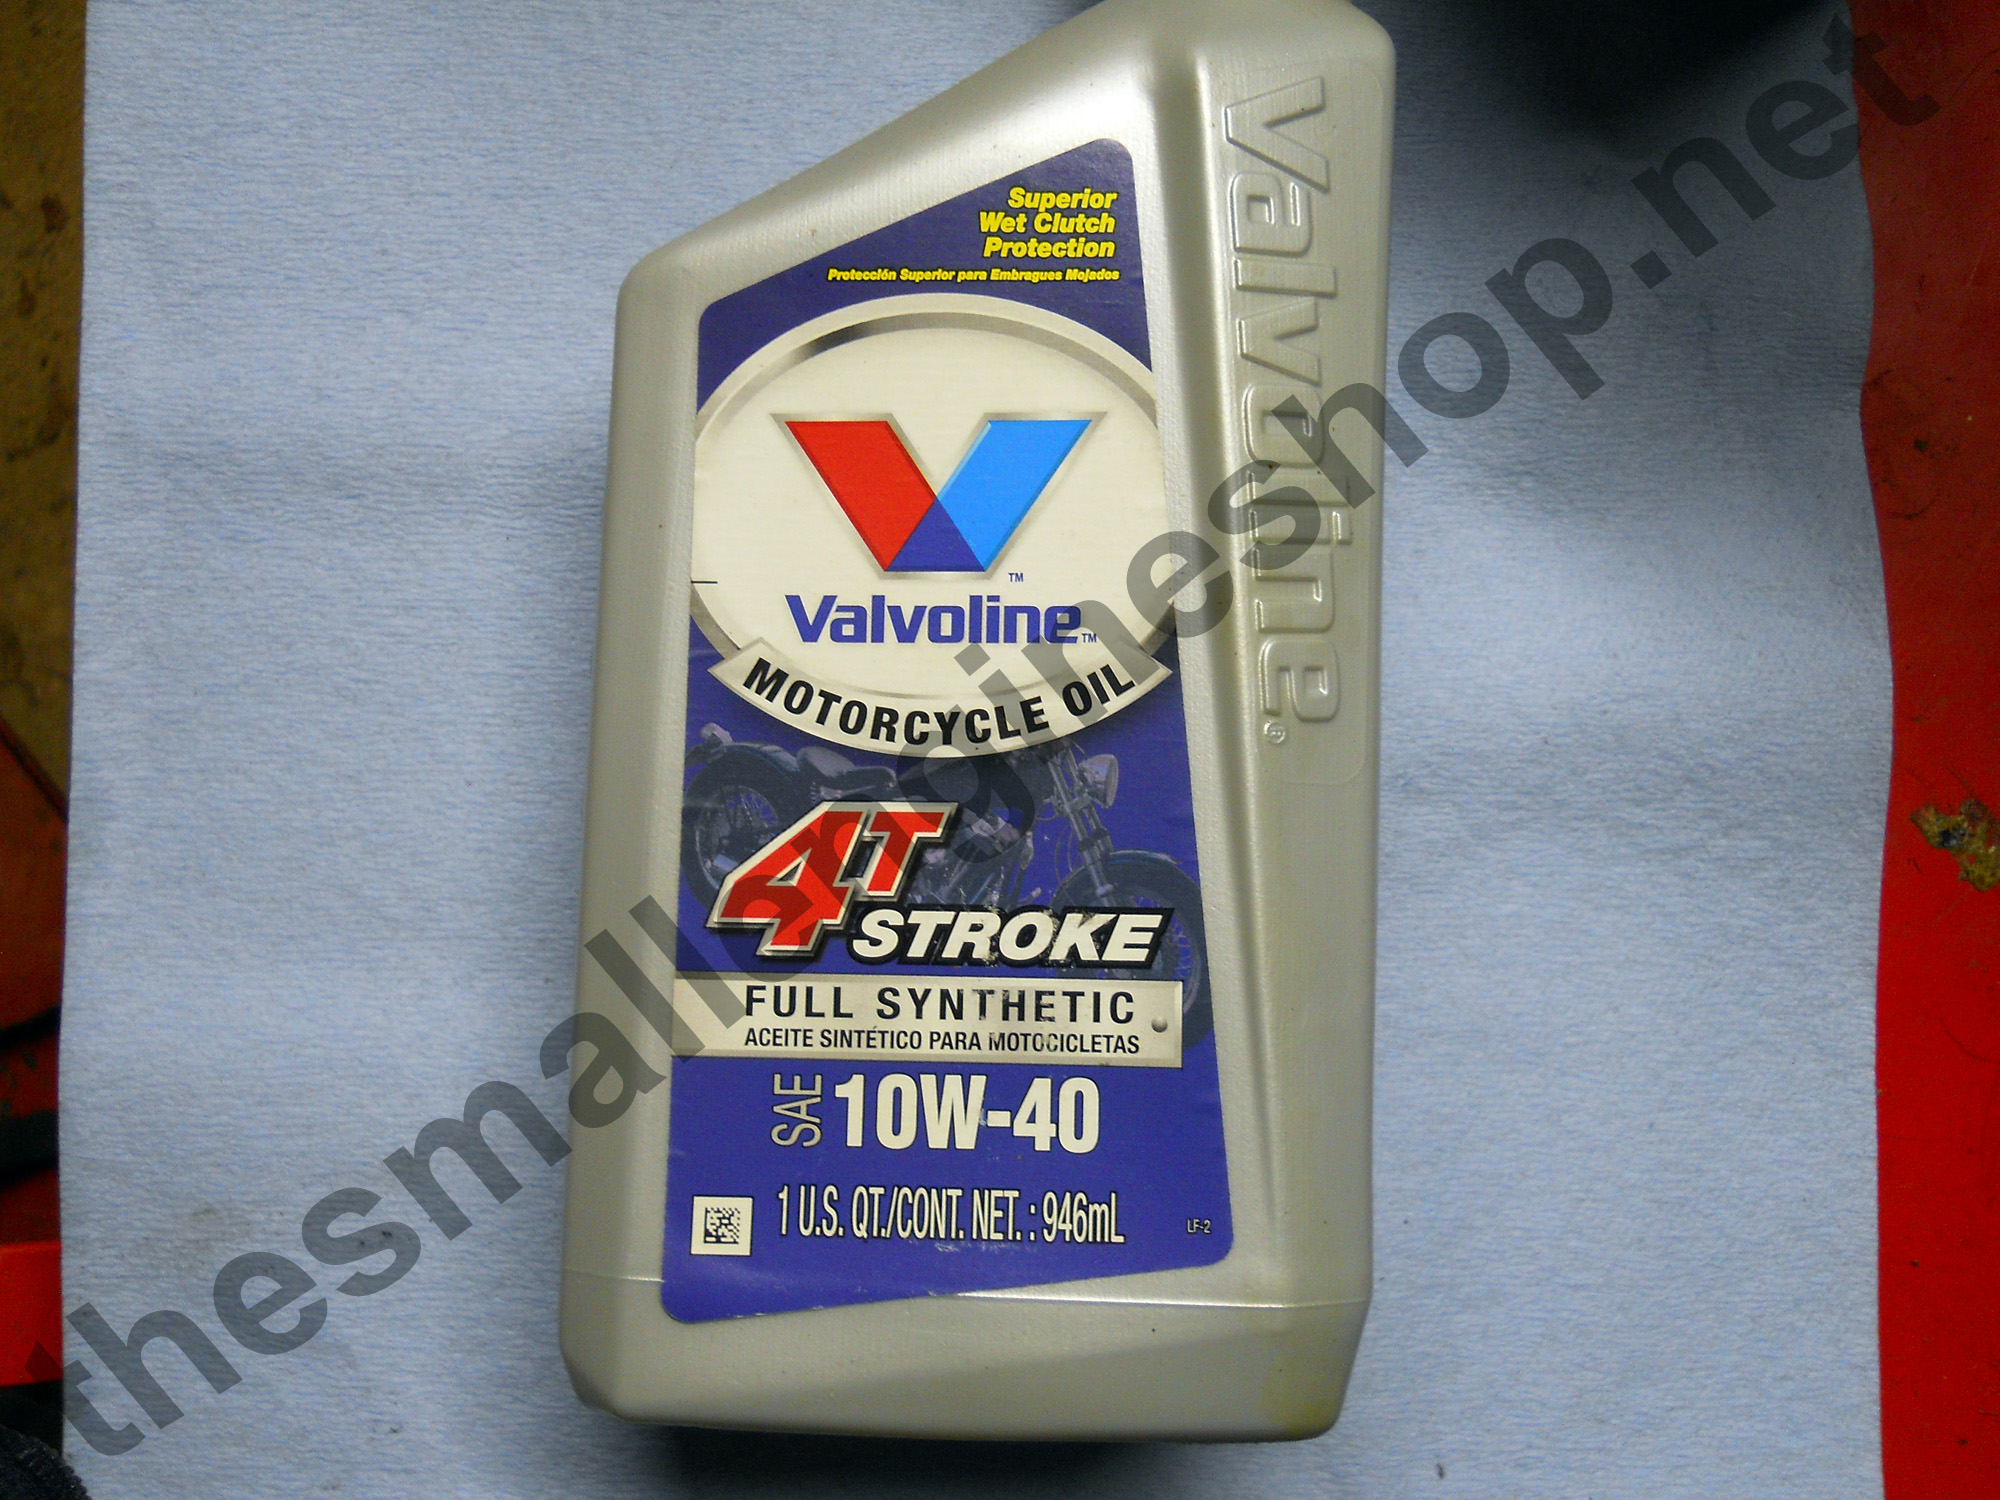 Superior
Wet Clutch
Protection
Protección Superior para Embragues Mojados
Valvoline™
MOTORCYCLE OIL
4T
STROKE
FULL SYNTHETIC
ACEITE SINTÉTICO PARA MOTOCICLETAS
SAE 10W-40
1 U.S. QT./CONT. NET. : 946mL
LF-2
Valvoline®
thesmallengineshop.net